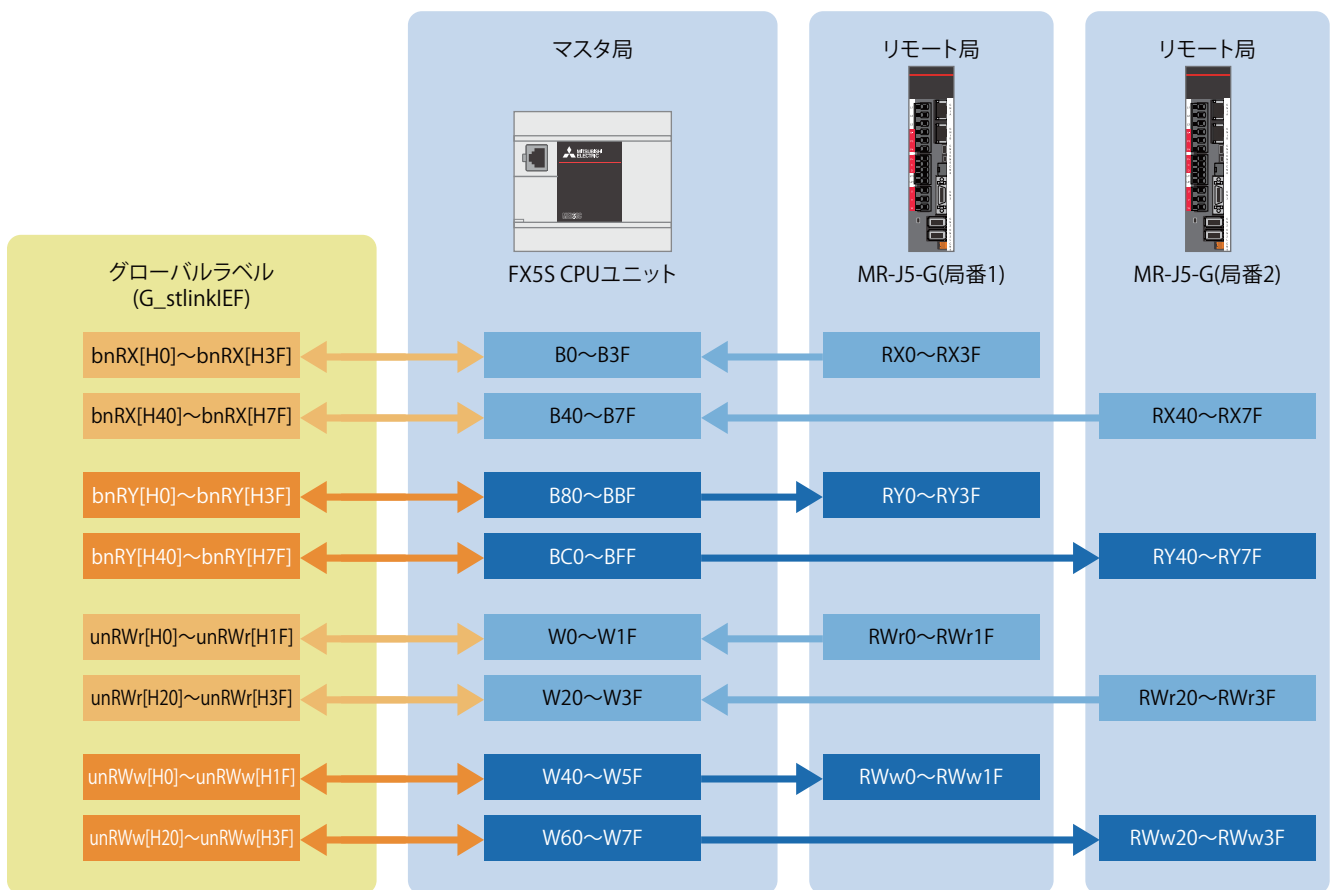 マスタ局
リモート局
リモート局
MITSUBISHI
ELECTRIC
グローバルラベル
(G_stlinkIEF)
FX5S CPUユニット
MR-J5-G(局番1)
MR-J5-G(局番2)
bnRX[H0]～bnRX[H3F]
B0～B3F
RX0～RX3F
bnRX[H40]～bnRX[H7F]
B40～B7F
RX40～RX7F
bnRY[H0]～bnRY[H3F]
B80～BBF
RY0～RY3F
bnRY[H40]～bnRY[H7F]
BC0～BFF
RY40～RY7F
unRWr[H0]～unRWr[H1F]
W0～W1F
RWr0～RWr1F
unRWr[H20]～unRWr[H3F]
W20～W3F
RWr20～RWr3F
unRWw[H0]～unRWw[H1F]
W40～W5F
RWw0～RWw1F
unRWw[H20]～unRWw[H3F]
W60～W7F
RWw20～RWw3F